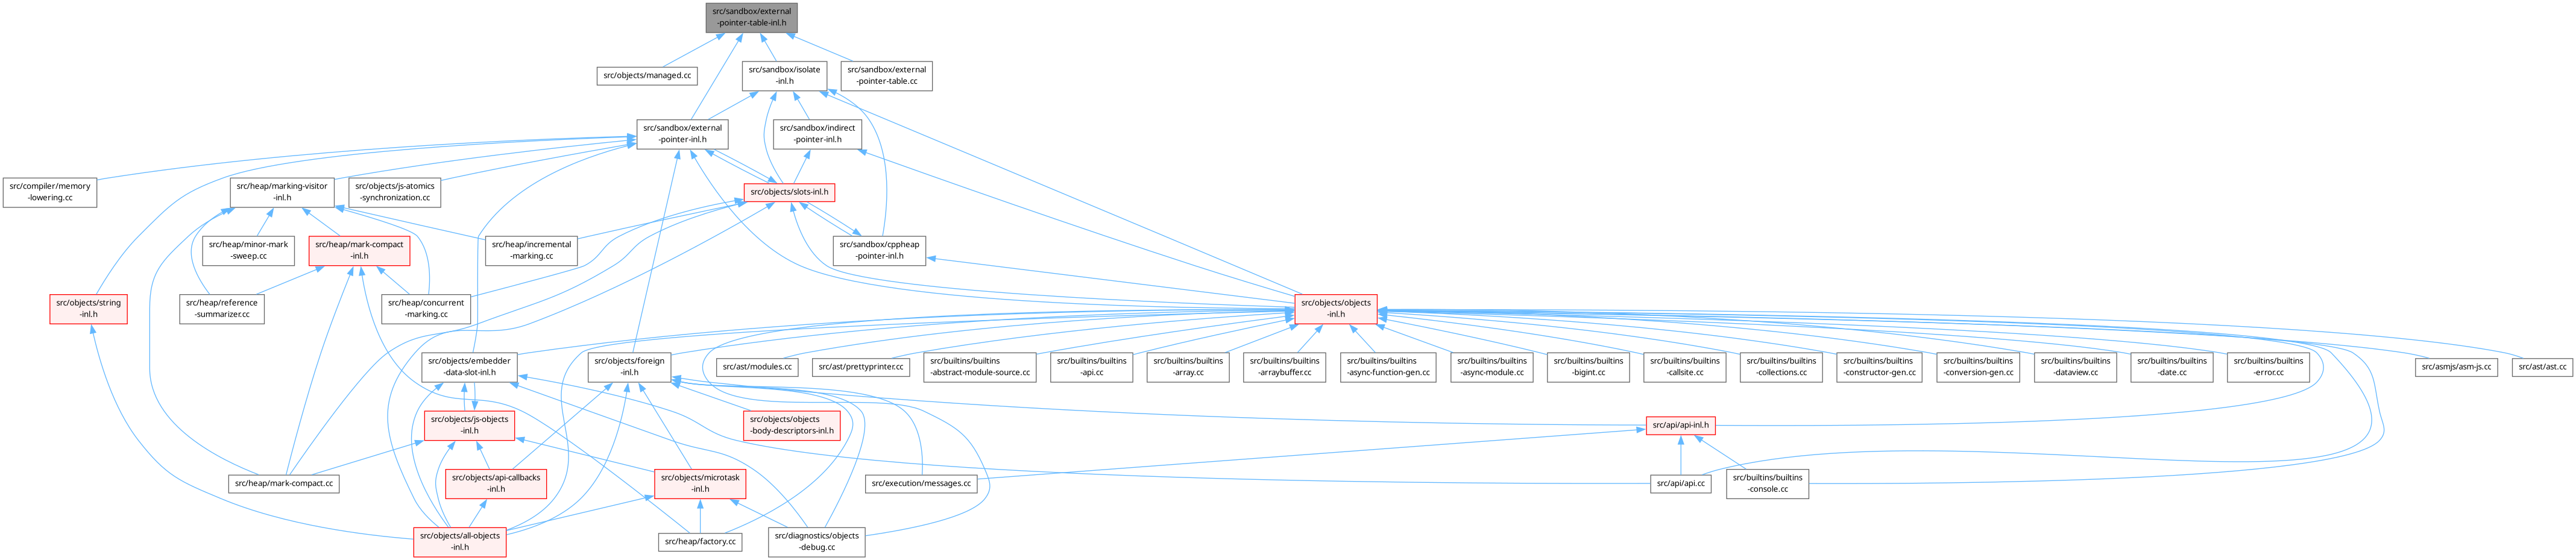 src/sandbox/external
-pointer-table-inl.h
src/objects/managed.cc
src/sandbox/isolate
-inl.h
src/sandbox/external
-pointer-table.cc
src/sandbox/external
-pointer-inl.h
src/sandbox/indirect
-pointer-inl.h
src/compiler/memory
-lowering.cc
src/heap/marking-visitor
-inl.h
src/objects/js-atomics
-synchronization.cc
src/objects/slots-inl.h
src/heap/minor-mark
-sweep.cc
src/heap/mark-compact
-inl.h
src/heap/incremental
-marking.cc
src/sandbox/cppheap
-pointer-inl.h
src/objects/string
-inl.h
src/heap/reference
-summarizer.cc
src/heap/concurrent
-marking.cc
src/objects/objects
-inl.h
src/objects/embedder
-data-slot-inl.h
src/objects/foreign
-inl.h
src/ast/modules.cc
src/ast/prettyprinter.cc
src/builtins/builtins
-abstract-module-source.cc
src/builtins/builtins
-api.cc
src/builtins/builtins
-array.cc
src/builtins/builtins
-arraybuffer.cc
src/builtins/builtins
-async-function-gen.cc
src/builtins/builtins
-async-module.cc
src/builtins/builtins
-bigint.cc
src/builtins/builtins
-callsite.cc
src/builtins/builtins
-collections.cc
src/builtins/builtins
-constructor-gen.cc
src/builtins/builtins
-conversion-gen.cc
src/builtins/builtins
-dataview.cc
src/builtins/builtins
-date.cc
src/builtins/builtins
-error.cc
src/asmjs/asm-js.cc
src/ast/ast.cc
src/objects/js-objects
-inl.h
src/objects/objects
-body-descriptors-inl.h
src/api/api-inl.h
src/heap/mark-compact.cc
src/objects/api-callbacks
-inl.h
src/objects/microtask
-inl.h
src/execution/messages.cc
src/api/api.cc
src/builtins/builtins
-console.cc
src/objects/all-objects
-inl.h
src/heap/factory.cc
src/diagnostics/objects
-debug.cc